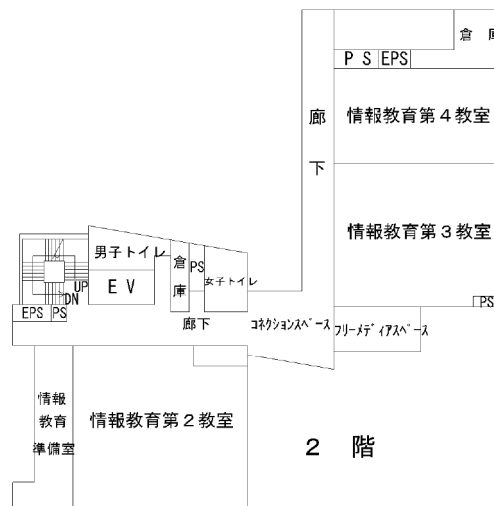 倉 庫
P S
EPS
情報教育第４教室
廊
下
情報教育第３教室
男子トイレ
倉
庫
PS
女子トイレ
E V
UP
DN
EPS
PS
廊下
コネクションスペース
フリーメディアスペース
PS
情報
教育
準備室
情報教育第２教室
２ 階